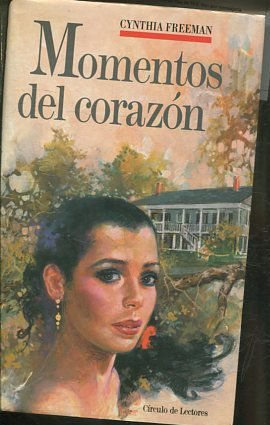 CYNTHIA FREEMAN
Momentos
del corazón
Círculo de Lectores